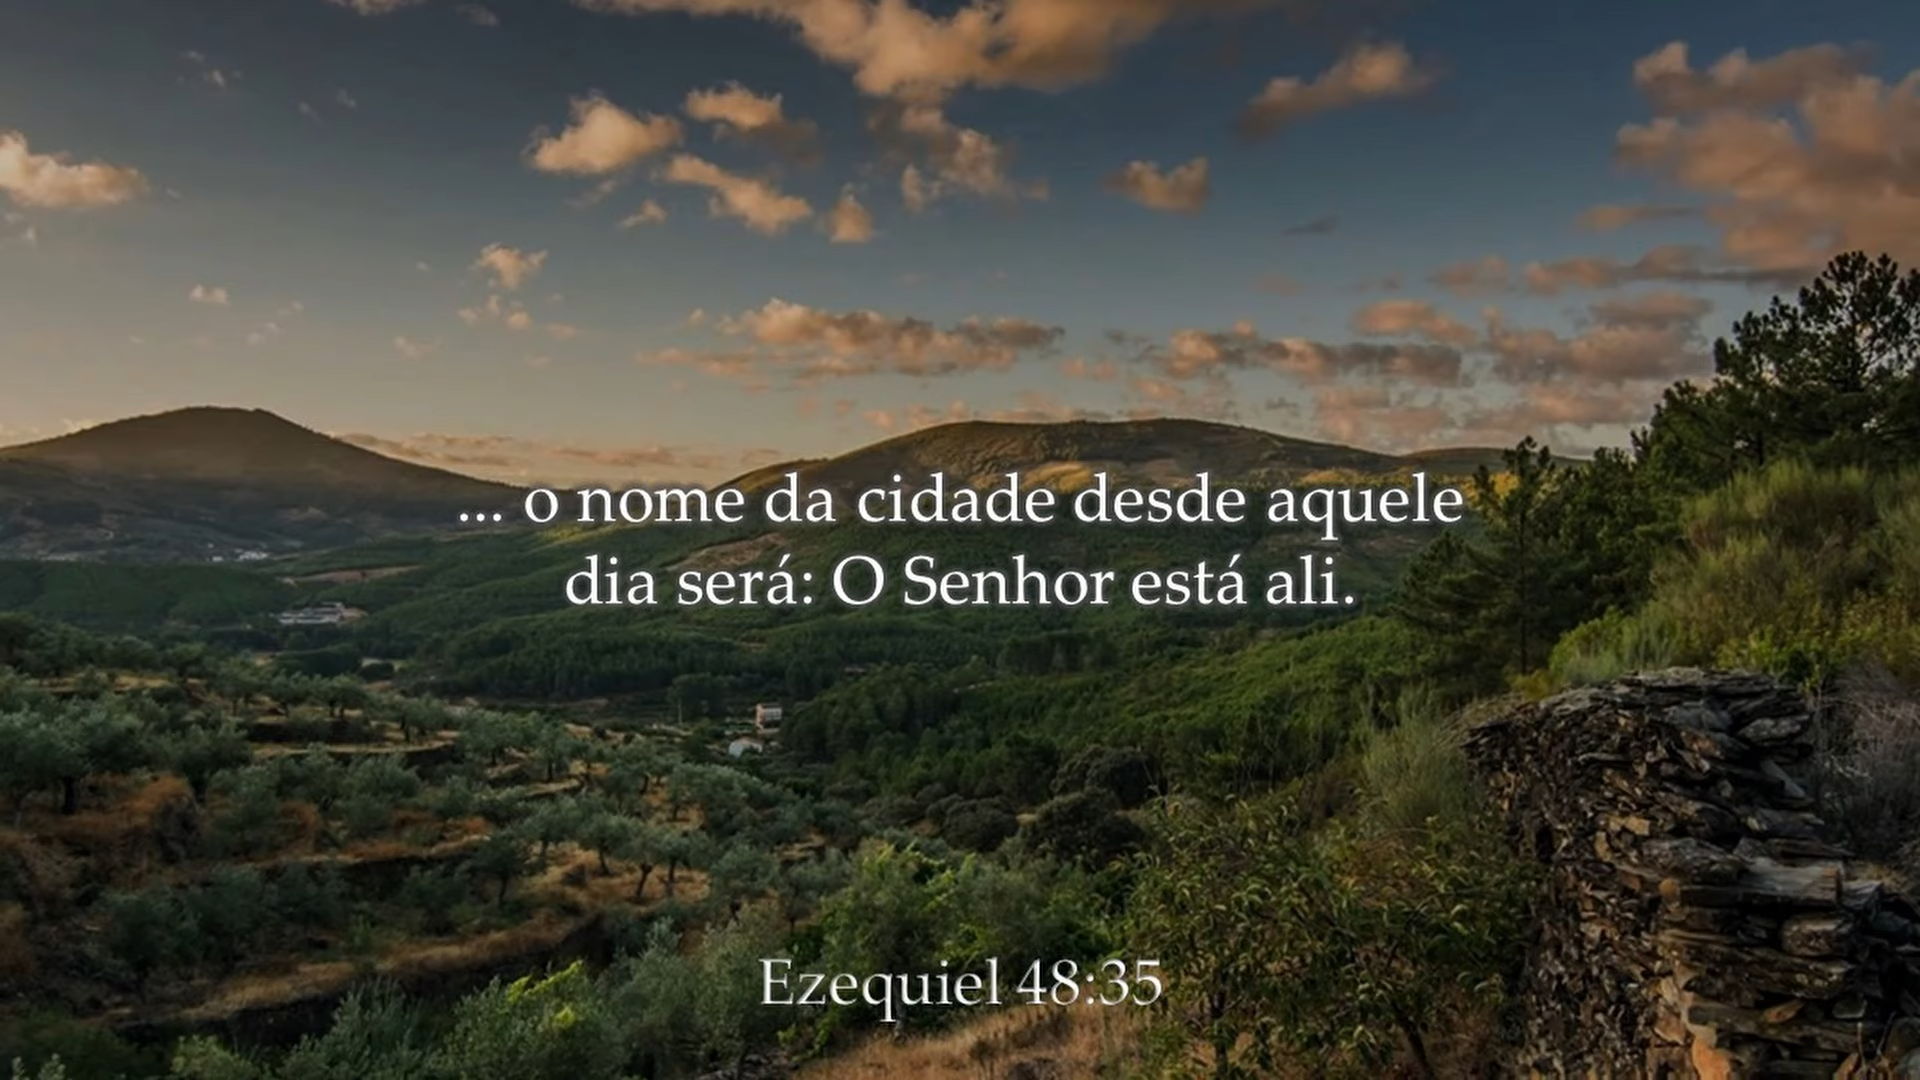 ... o nome da cidade desde aquele
dia será: O Senhor está ali.
Ezequiel 48:35